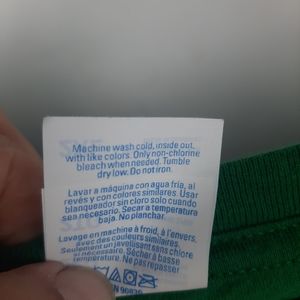 Machine wash cold, inside out,
with like colors. Only non-chlorine
bleach when needed. Tumble
dry low. Do not iron.
Lavar a máquina con agua fría, al
revés y con colores similares. Usar
blanqueador sin cloro solo cuando
sea necesario. Secar a temperatura
baja. No planchar.
Lavage en machine à froid, à l'envers,
avec des couleurs similaires.
Seulement un javellisant sans chlore
si nécessaire. Sécher à basse
température. Ne pas repasser